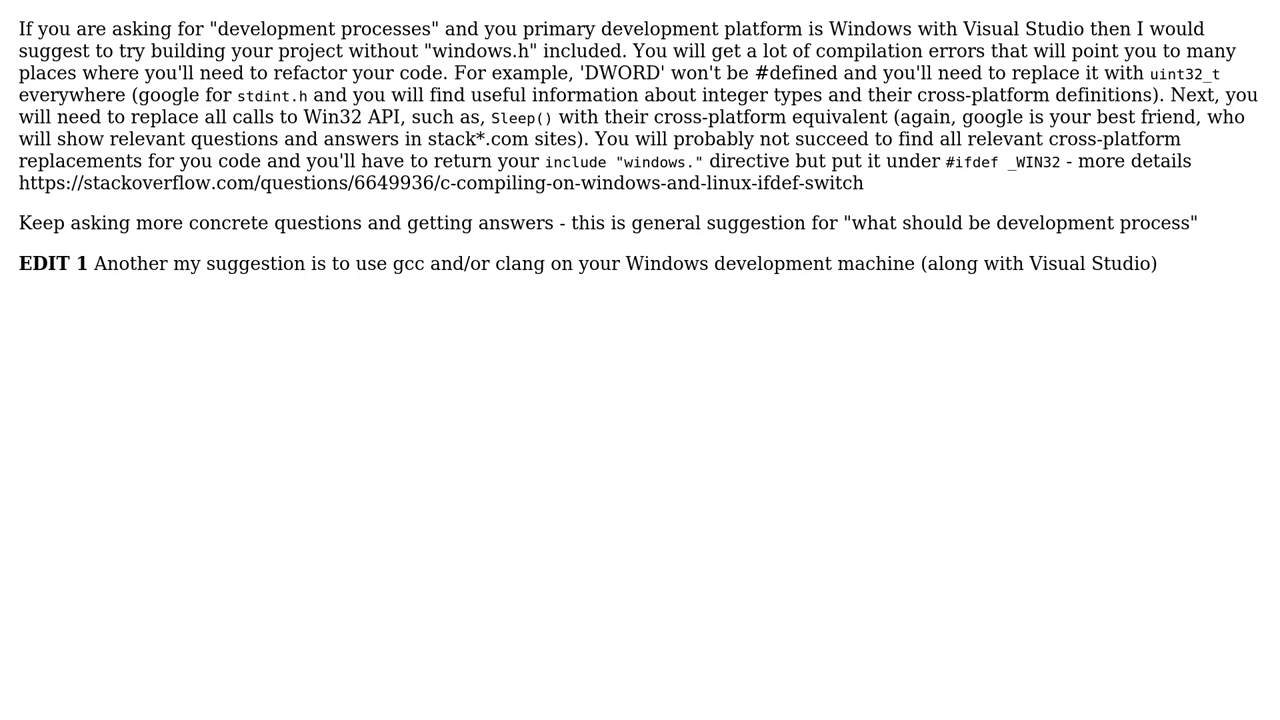 If you are asking for "development processes" and you primary development platform is Windows with Visual Studio then I would
suggest to try building your project without "windows.h" included. You will get a lot of compilation errors that will point you to many
places where you'll need to refactor your code. For example, 'DWORD' won't be #defined and you'll need to replace it with uint32_t
everywhere (google for stdint.h and you will find useful information about integer types and their cross-platform definitions). Next, you
will need to replace all calls to Win32 API, such as, Sleep() with their cross-platform equivalent (again, google is your best friend, who
will show relevant questions and answers in stack*.com sites). You will probably not succeed to find all relevant cross-platform
replacements for you code and you'll have to return your include "windows." directive but put it under #ifdef _WIN32 - more details
https://stackoverflow.com/questions/6649936/c-compiling-on-windows-and-linux-ifdef-switch
Keep asking more concrete questions and getting answers - this is general suggestion for "what should be development process"
EDIT 1 Another my suggestion is to use gcc and/or clang on your Windows development machine (along with Visual Studio)